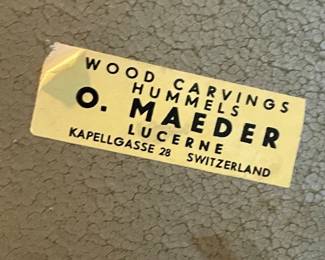 WOOD CARVINGS
HUMMELS
O. MAEDER
LUCERNE
KAPELLGASSE 28 SWITZERLAND